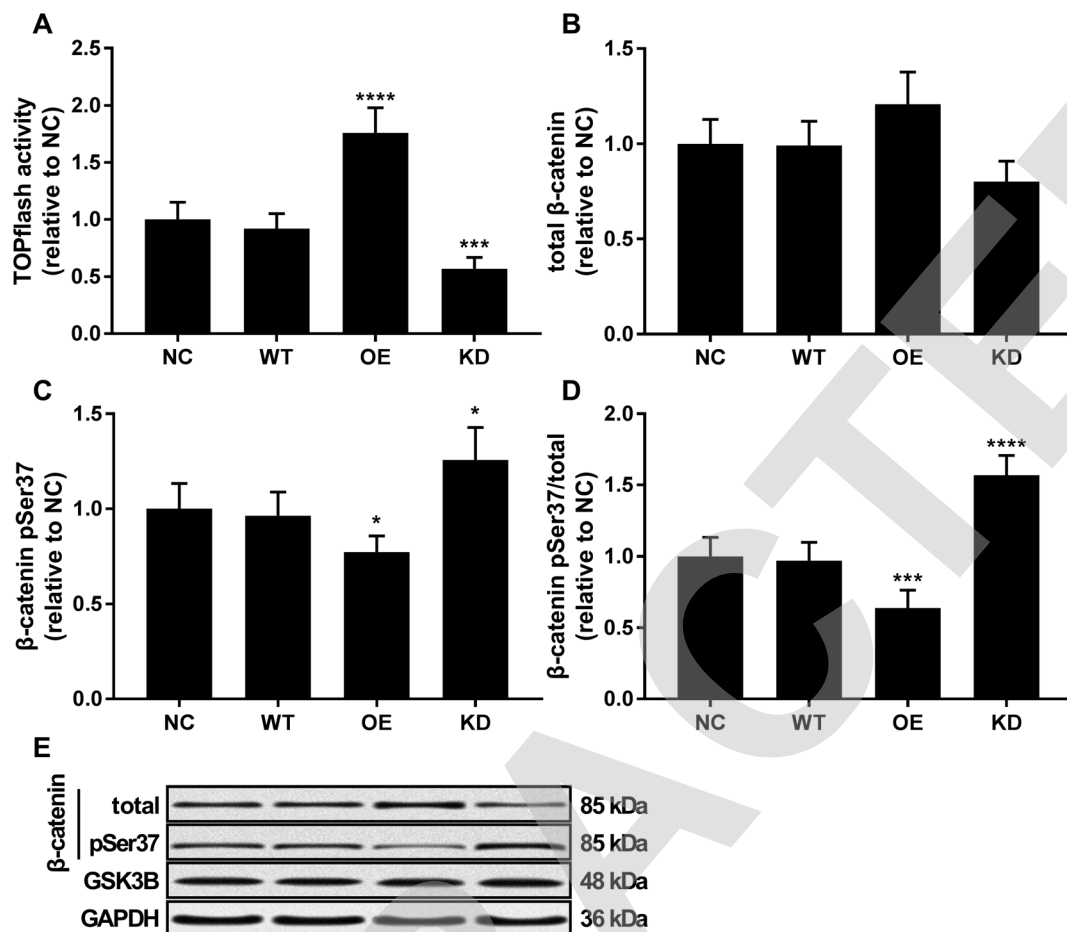 A
TOPflash activity
(relative to NC)
2.5
2.0
1.5
1.0
0.5
0.0
****
***
NC WT OE KD
B
total β-catenin
(relative to NC)
1.5
1.0
0.5
0.0
NC WT OE KD
C
β-catenin pSer37
(relative to NC)
1.5
1.0
0.5
0.0
*
*
NC WT OE KD
D
β-catenin pSer37/total
(relative to NC)
2.0
1.5
1.0
0.5
0.0
***
****
NC WT OE KD
E
β-catenin
total 85 kDa
pSer37 85 kDa
GSK3B 48 kDa
GAPDH 36 kDa